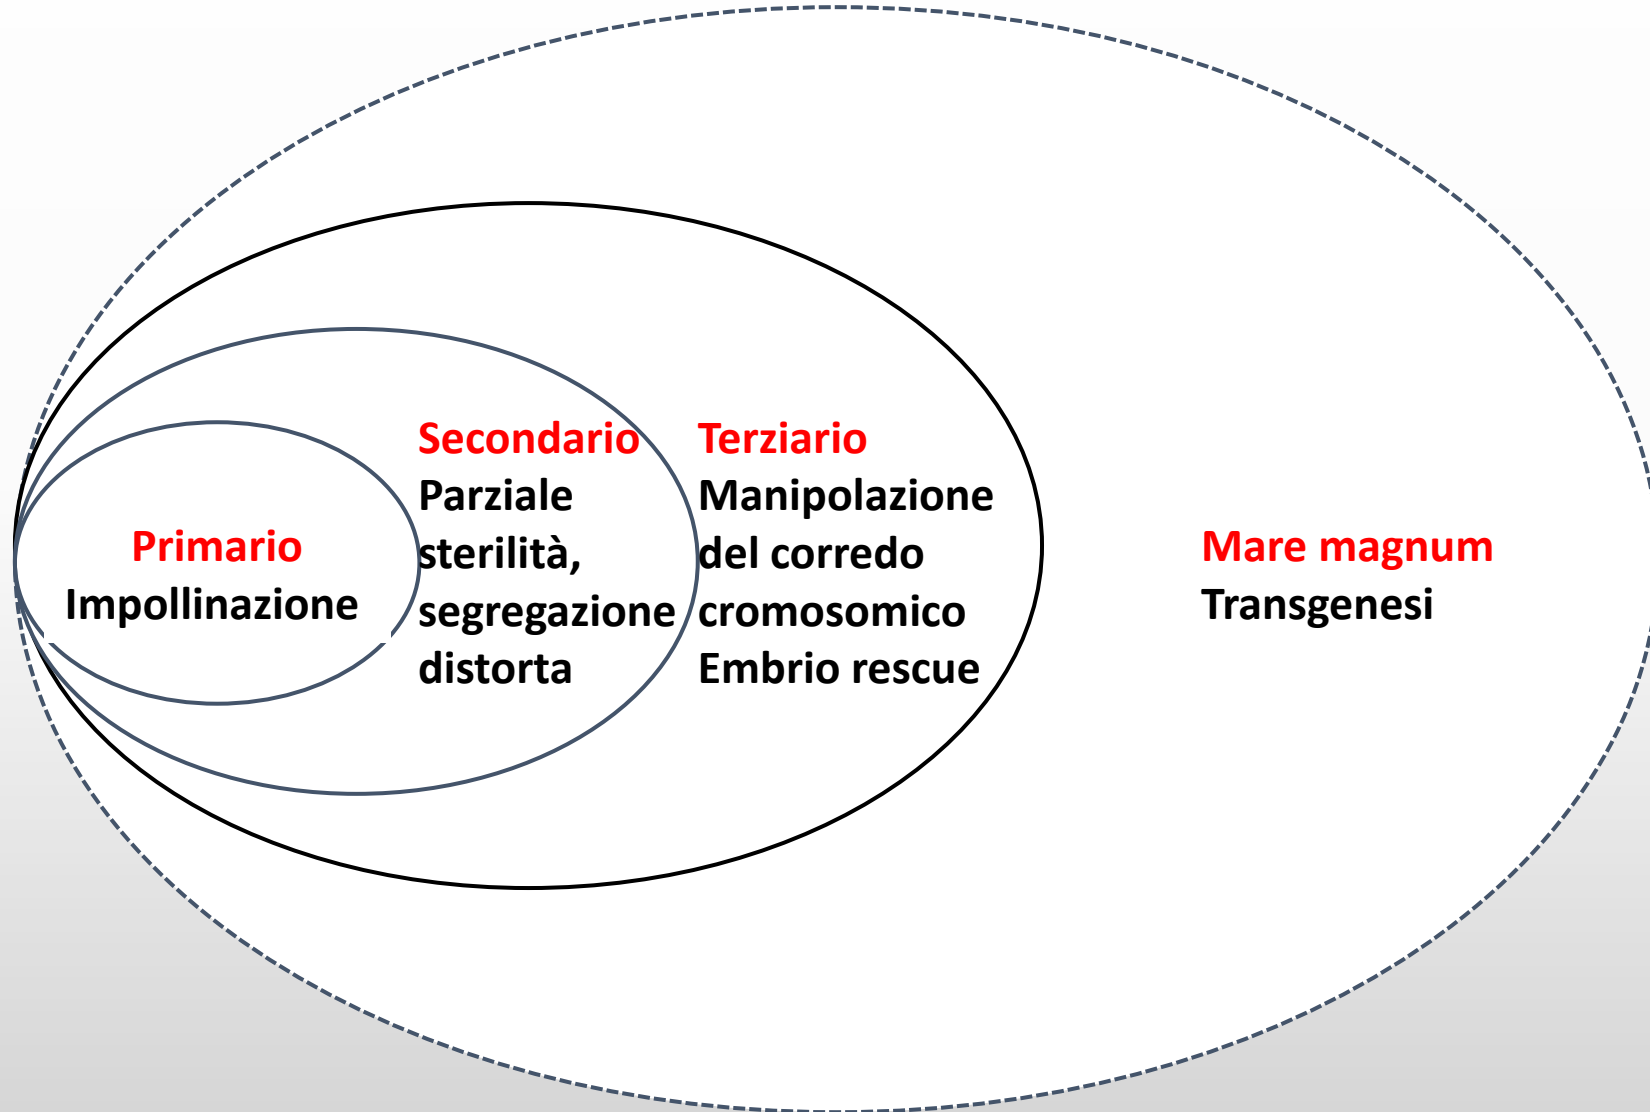 Primario
Impollinazione
Secondario
Parziale
sterilità,
segregazione
distorta
Terziario
Manipolazione
del corredo
cromosomico
Embrio rescue
Mare magnum
Transgenesi